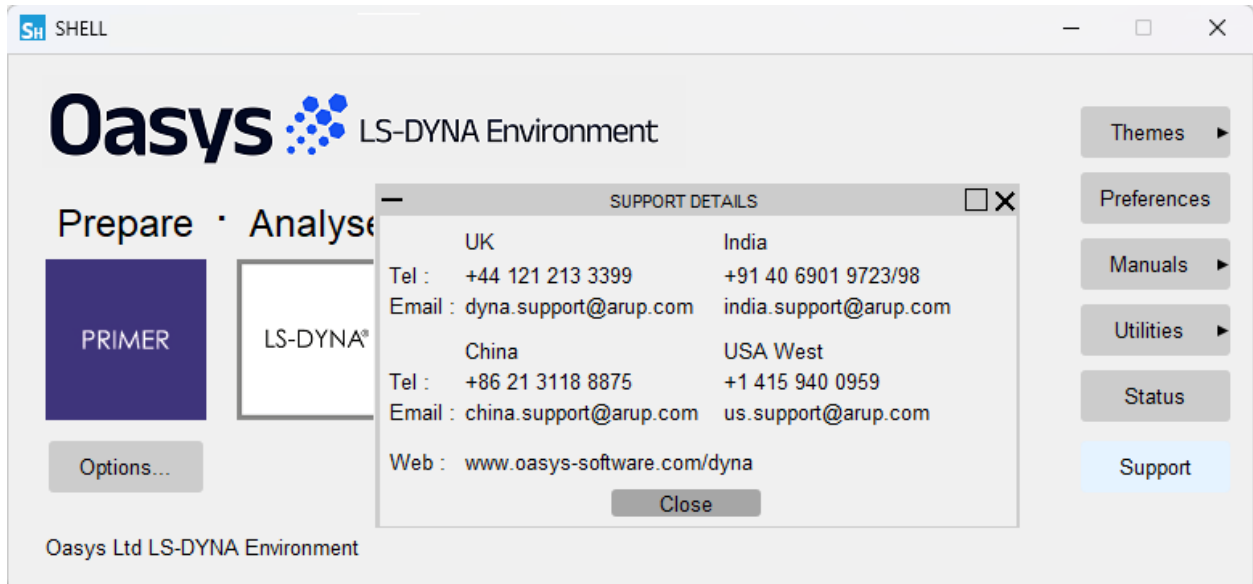 SH SHELL
Oasys LS-DYNA Environment
Prepare · Analyse
PRIMER
LS-DYNA®
Options...
Oasys Ltd LS-DYNA Environment
SUPPORT DETAILS
UK India
Tel : +44 121 213 3399 +91 40 6901 9723/98
Email : dyna.support@arup.com india.support@arup.com
China USA West
Tel : +86 21 3118 8875 +1 415 940 0959
Email : china.support@arup.com us.support@arup.com
Web : www.oasys-software.com/dyna
Close
Themes
Preferences
Manuals
Utilities
Status
Support